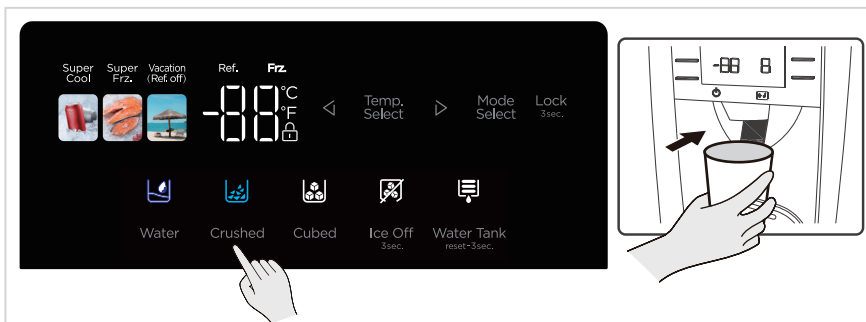 Super Cool
Super Frz.
Vacation (Ref. off)
Ref.
Frz.
-88
°C
°F
Temp. Select
Mode Select
Lock
3sec.
Water
Crushed
Cubed
Ice Off
3sec.
Water Tank
reset-3sec.
-88 8